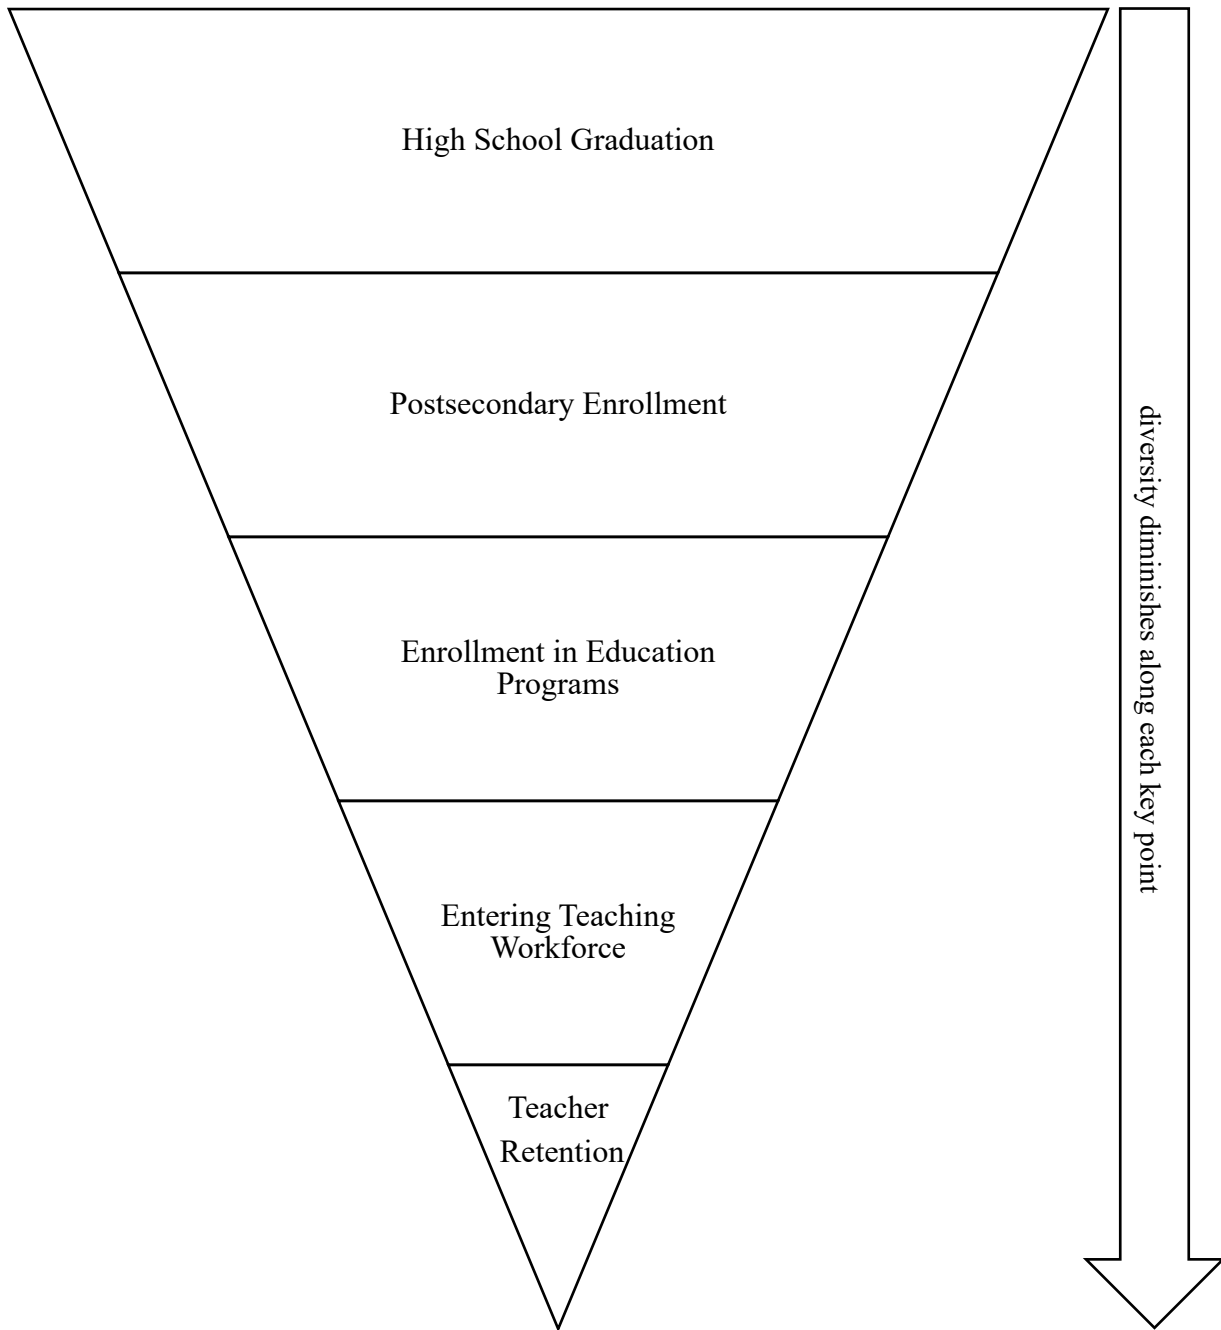 High School Graduation
Postsecondary Enrollment
Enrollment in Education
Programs
Entering Teaching
Workforce
Teacher
Retention
diversity diminishes along each key point